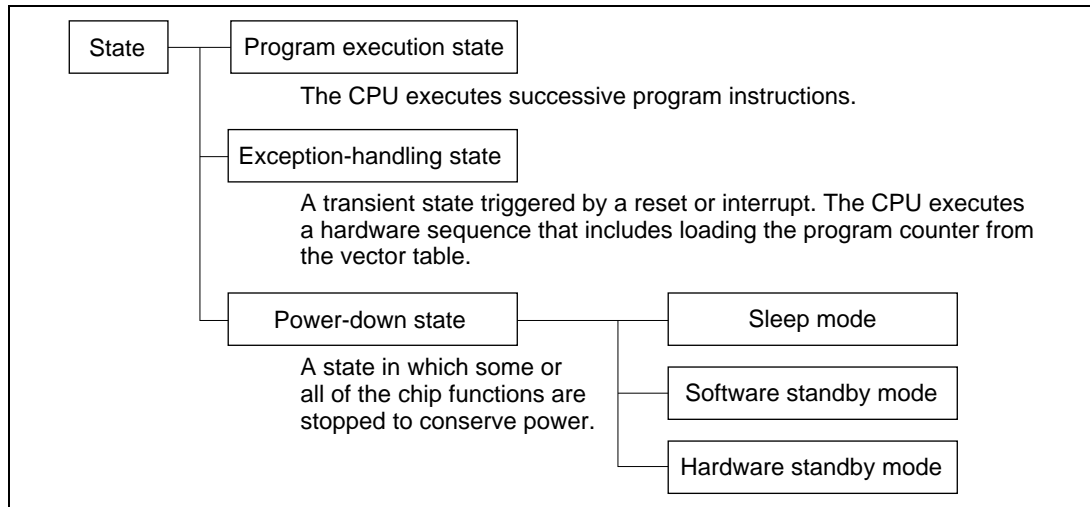 State
Program execution state
The CPU executes successive program instructions.
Exception-handling state
A transient state triggered by a reset or interrupt. The CPU executes
a hardware sequence that includes loading the program counter from
the vector table.
Power-down state
Sleep mode
A state in which some or
all of the chip functions are
stopped to conserve power.
Software standby mode
Hardware standby mode